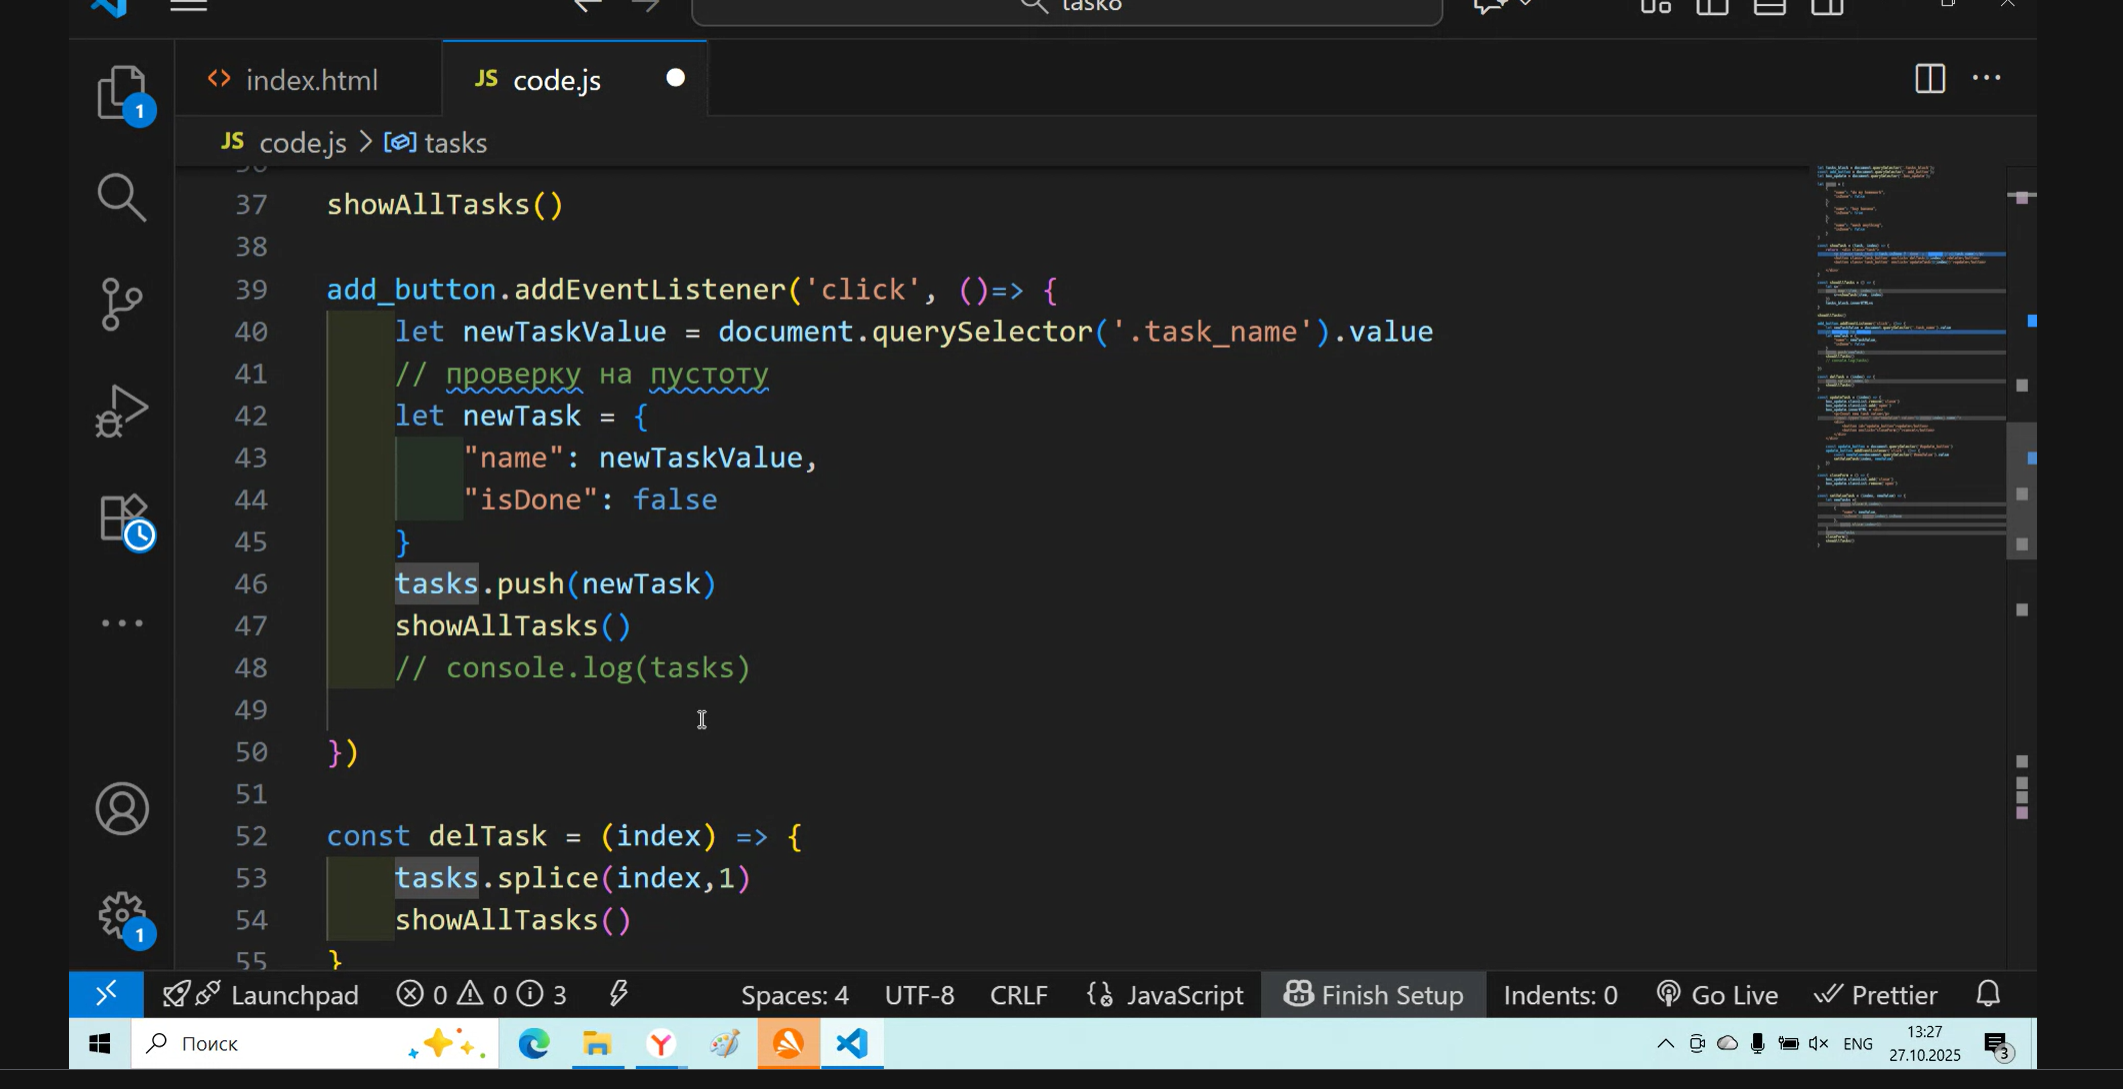 task6
index.html
JS code.js
JS code.js > tasks
1
37 showAllTasks()
38
39 add_button.addEventListener('click', ()=> {
40 let newTaskValue = document.querySelector('.task_name').value
41 // проверку на пустоту
42 let newTask = {
43 "name": newTaskValue,
44 "isDone": false
45 }
46 tasks.push(newTask)
47 showAllTasks()
48 // console.log(tasks)
49
50 })
51
52 const delTask = (index) => {
53 tasks.splice(index,1)
54 showAllTasks()
55 }
1
Launchpad 0 0 3 Spaces: 4 UTF-8 CRLF JavaScript Finish Setup Indents: 0 Go Live Prettier
Поиск
ENG
13:27
27.10.2025
3